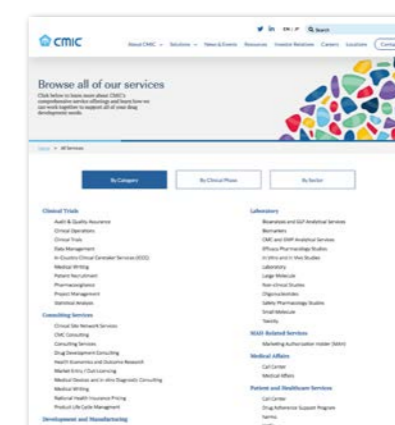 EN / JP Search
CMIC
About CMIC Solutions News & Events Resources Investor Relations Careers Locations
Browse all of our services
Click below to learn more about CMIC's
comprehensive service offerings and learn how we
can work together to support all of your drug
development needs.
Home > All Services
By Category By Clinical Phase By Sector
Clinical Trials
Audit & Quality Assurance
Clinical Operations
Clinical Trials
Data Management
In-Country Clinical Caretaker Services (ICCC)
Medical Writing
Patient Recruitment
Pharmacovigilance
Project Management
Statistical Analysis
Consulting Services
Clinical Site Network Services
CMC Consulting
Consulting Services
Drug Development Consulting
Health Economics and Outcome Research
Market Entry / Out-Licensing
Medical Devices and in vitro Diagnostic Consulting
Medical Writing
National Health Insurance Pricing
Product Life Cycle Management
Development and Manufacturing
Laboratory
Bioanalysis and GLP Analytical Services
Biomarkers
CMC and GMP Analytical Services
Efficacy Pharmacology Studies
In Vitro and In Vivo Studies
Laboratory
Large Molecule
Non-clinical Studies
Oligonucleotides
Safety Pharmacology Studies
Small Molecule
Toxicity
MAH Related Services
Marketing Authorization Holder (MAH)
Medical Affairs
Call Center
Medical Affairs
Patient and Healthcare Services
Call Center
Drug Adherence Support Program